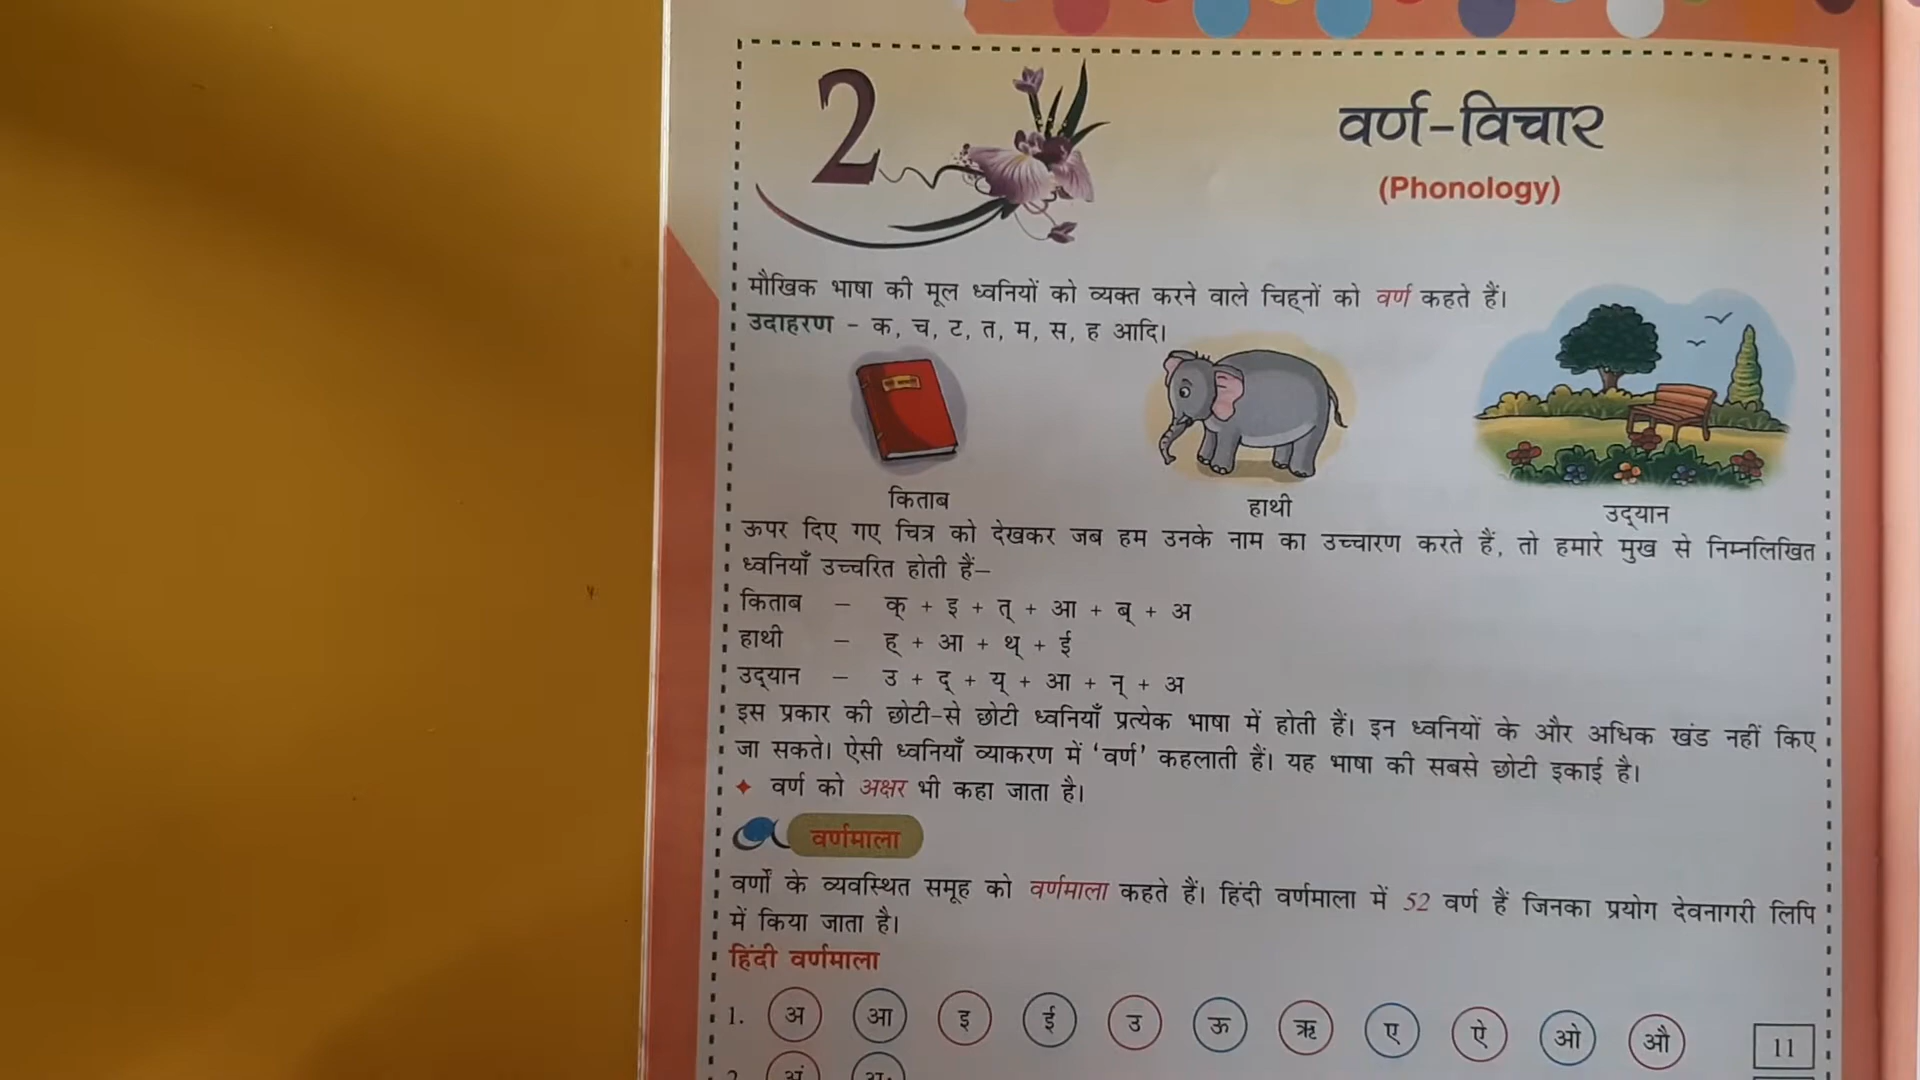 2
वर्ण-विचार
(Phonology)
मौखिक भाषा की मूल ध्वनियों को व्यक्त करने वाले चिह्नों को वर्ण कहते हैं।
उदाहरण - क, च, ट, त, म, स, ह आदि।
किताब हाथी उद्‌यान
ऊपर दिए गए चित्र को देखकर जब हम उनके नाम का उच्चारण करते हैं, तो हमारे मुख से निम्नलिखित
ध्वनियाँ उच्चरित होती हैं—
किताब – क् + इ + त् + आ + ब् + अ
हाथी – ह् + आ + थ् + ई
उद्‌यान – उ + द् + य् + आ + न् + अ
इस प्रकार की छोटी-से छोटी ध्वनियाँ प्रत्येक भाषा में होती हैं। इन ध्वनियों के और अधिक खंड नहीं किए
जा सकते। ऐसी ध्वनियाँ व्याकरण में ‘वर्ण’ कहलाती हैं। यह भाषा की सबसे छोटी इकाई है।
✦ वर्ण को अक्षर भी कहा जाता है।
वर्णमाला
वर्णों के व्यवस्थित समूह को वर्णमाला कहते हैं। हिंदी वर्णमाला में 52 वर्ण हैं जिनका प्रयोग देवनागरी लिपि
में किया जाता है।
हिंदी वर्णमाला
1. अ आ इ ई उ ऊ ऋ ए ऐ ओ औ 11